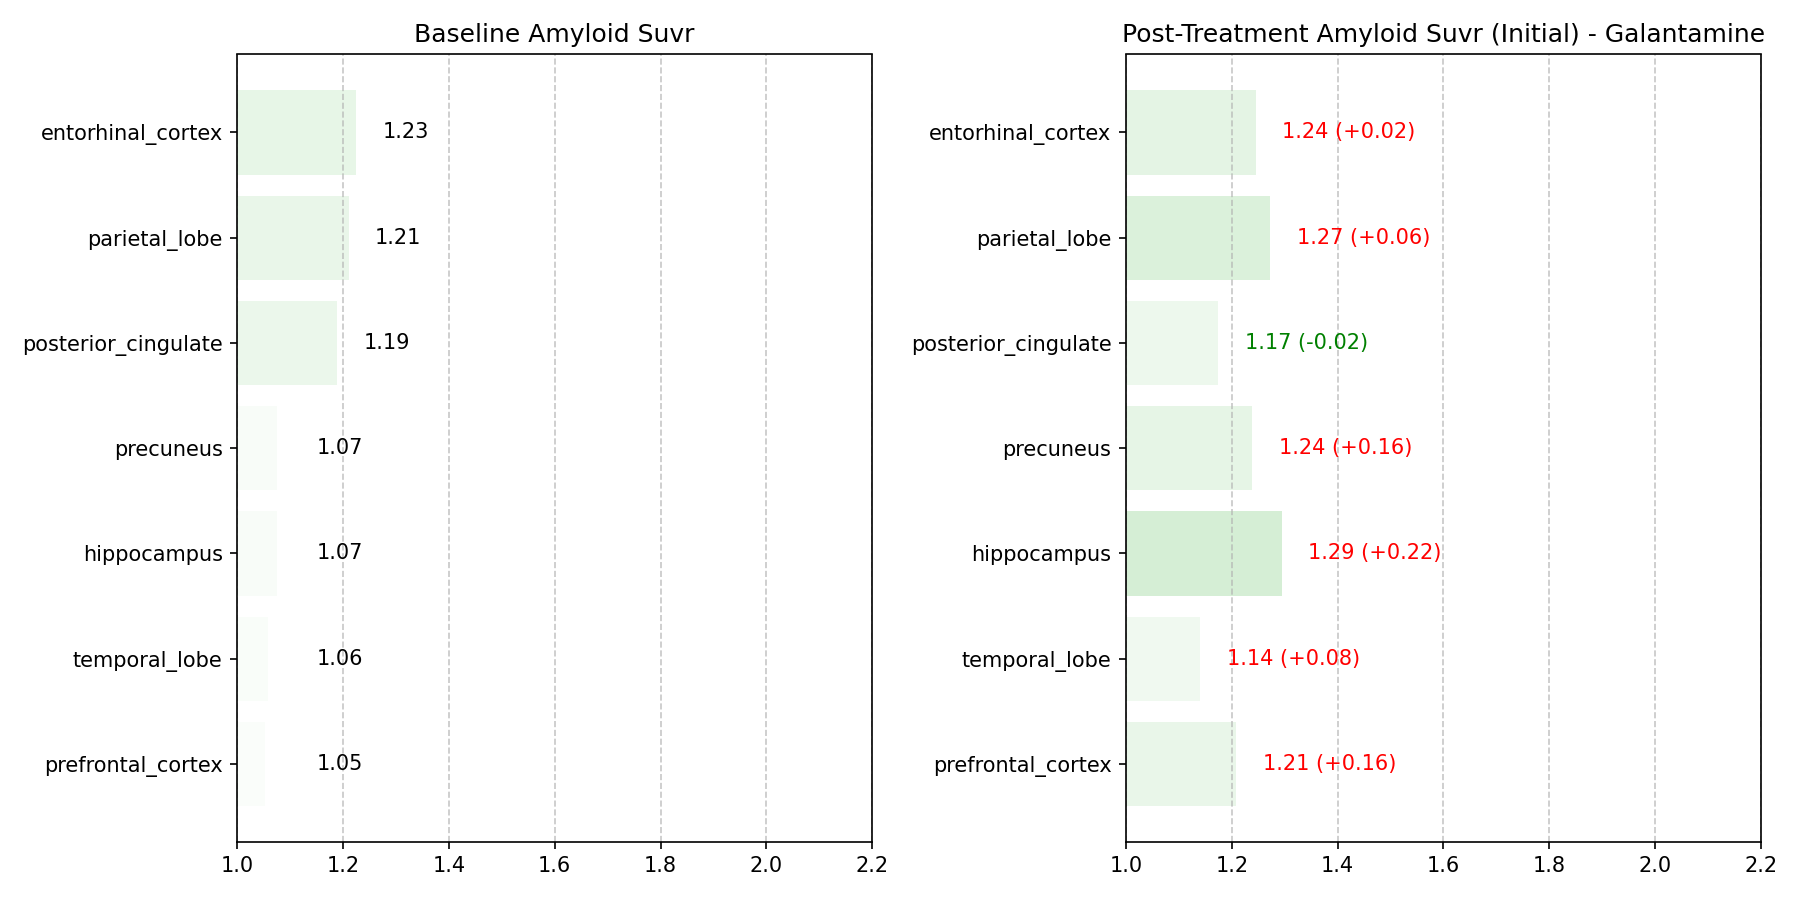 Baseline Amyloid Suvr
entorhinal_cortex 1.23
parietal_lobe 1.21
posterior_cingulate 1.19
precuneus 1.07
hippocampus 1.07
temporal_lobe 1.06
prefrontal_cortex 1.05
1.0 1.2 1.4 1.6 1.8 2.0 2.2
Post-Treatment Amyloid Suvr (Initial) - Galantamine
entorhinal_cortex 1.24 (+0.02)
parietal_lobe 1.27 (+0.06)
posterior_cingulate 1.17 (-0.02)
precuneus 1.24 (+0.16)
hippocampus 1.29 (+0.22)
temporal_lobe 1.14 (+0.08)
prefrontal_cortex 1.21 (+0.16)
1.0 1.2 1.4 1.6 1.8 2.0 2.2